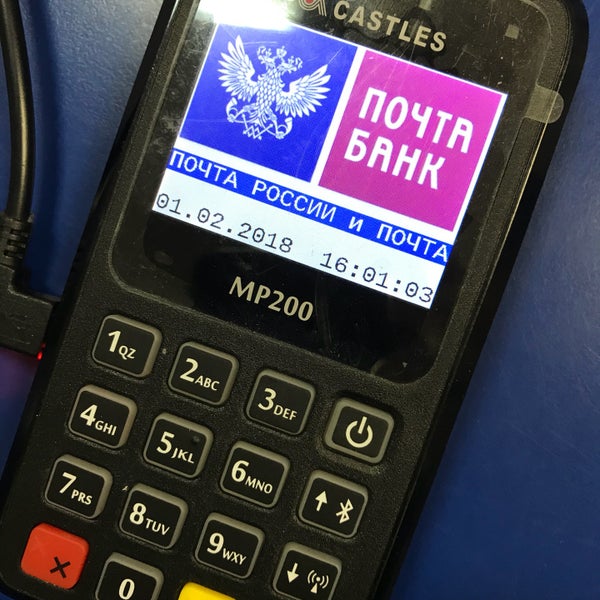 CASTLES
ПОЧТА
БАНК
ПОЧТА РОССИИ и ПОЧТА
01.02.2018 16:01:03
MP200
1QZ 2ABC 3DEF
4GHI 5JKL 6MNO
7PRS 8TUV 9WXY
0